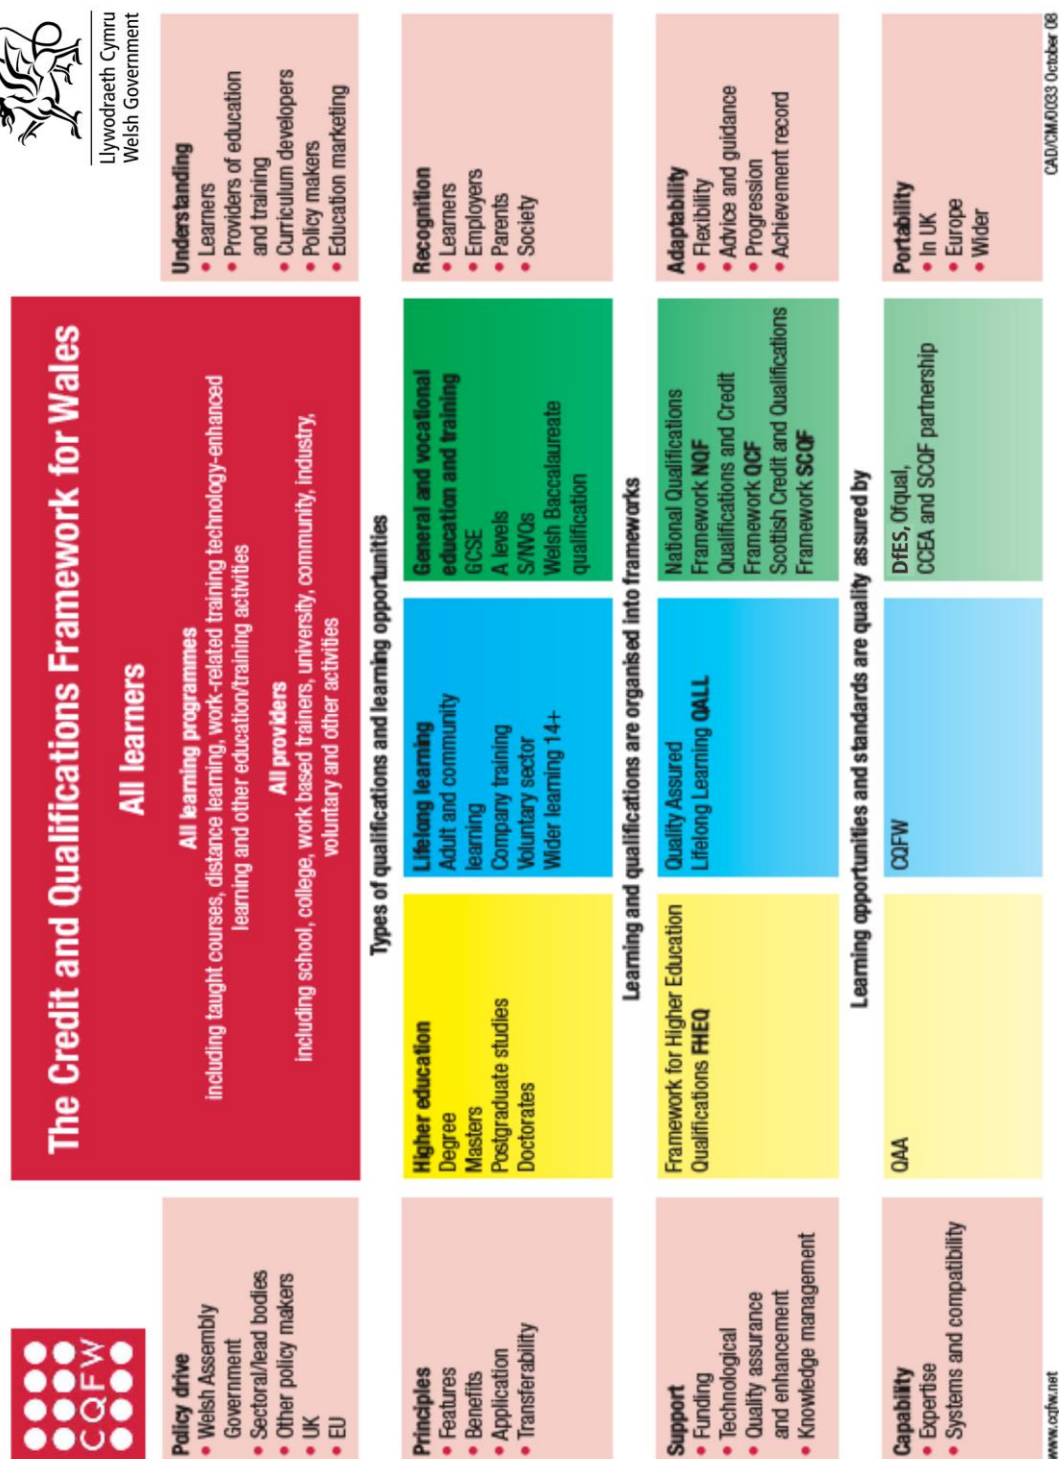 CQFW
Llywodraeth Cymru
Welsh Government
The Credit and Qualifications Framework for Wales
All learners
All learning programmes
including taught courses, distance learning, work-related training technology-enhanced
learning and other education/training activities
All providers
including school, college, work based trainers, university, community, industry,
voluntary and other activities
Policy drive
• Welsh Assembly
Government
• Sectoral/lead bodies
• Other policy makers
• UK
• EU
Understanding
• Learners
• Providers of education
and training
• Curriculum developers
• Policy makers
• Education marketing
Types of qualifications and learning opportunities
Principles
• Features
• Benefits
• Application
• Transferability
Higher education
Degree
Masters
Postgraduate studies
Doctorates
Lifelong learning
Adult and community
learning
Company training
Voluntary sector
Wider learning 14+
General and vocational
education and training
GCSE
A levels
S/NVQs
Welsh Baccalaureate
qualification
Recognition
• Learners
• Employers
• Parents
• Society
Learning and qualifications are organised into frameworks
Support
• Funding
• Technological
• Quality assurance
and enhancement
• Knowledge management
Framework for Higher Education
Qualifications FHEQ
Quality Assured
Lifelong Learning QALL
National Qualifications
Framework NQF
Qualifications and Credit
Framework QCF
Scottish Credit and Qualifications
Framework SCQF
Adaptability
• Flexibility
• Advice and guidance
• Progression
• Achievement record
Learning opportunities and standards are quality assured by
Capability
• Expertise
• Systems and compatibility
QAA
CQFW
DfES, Ofqual,
CCEA and SCQF partnership
Portability
• In UK
• Europe
• Wider
www.cqfw.net
CAD/CM/0033 October 08